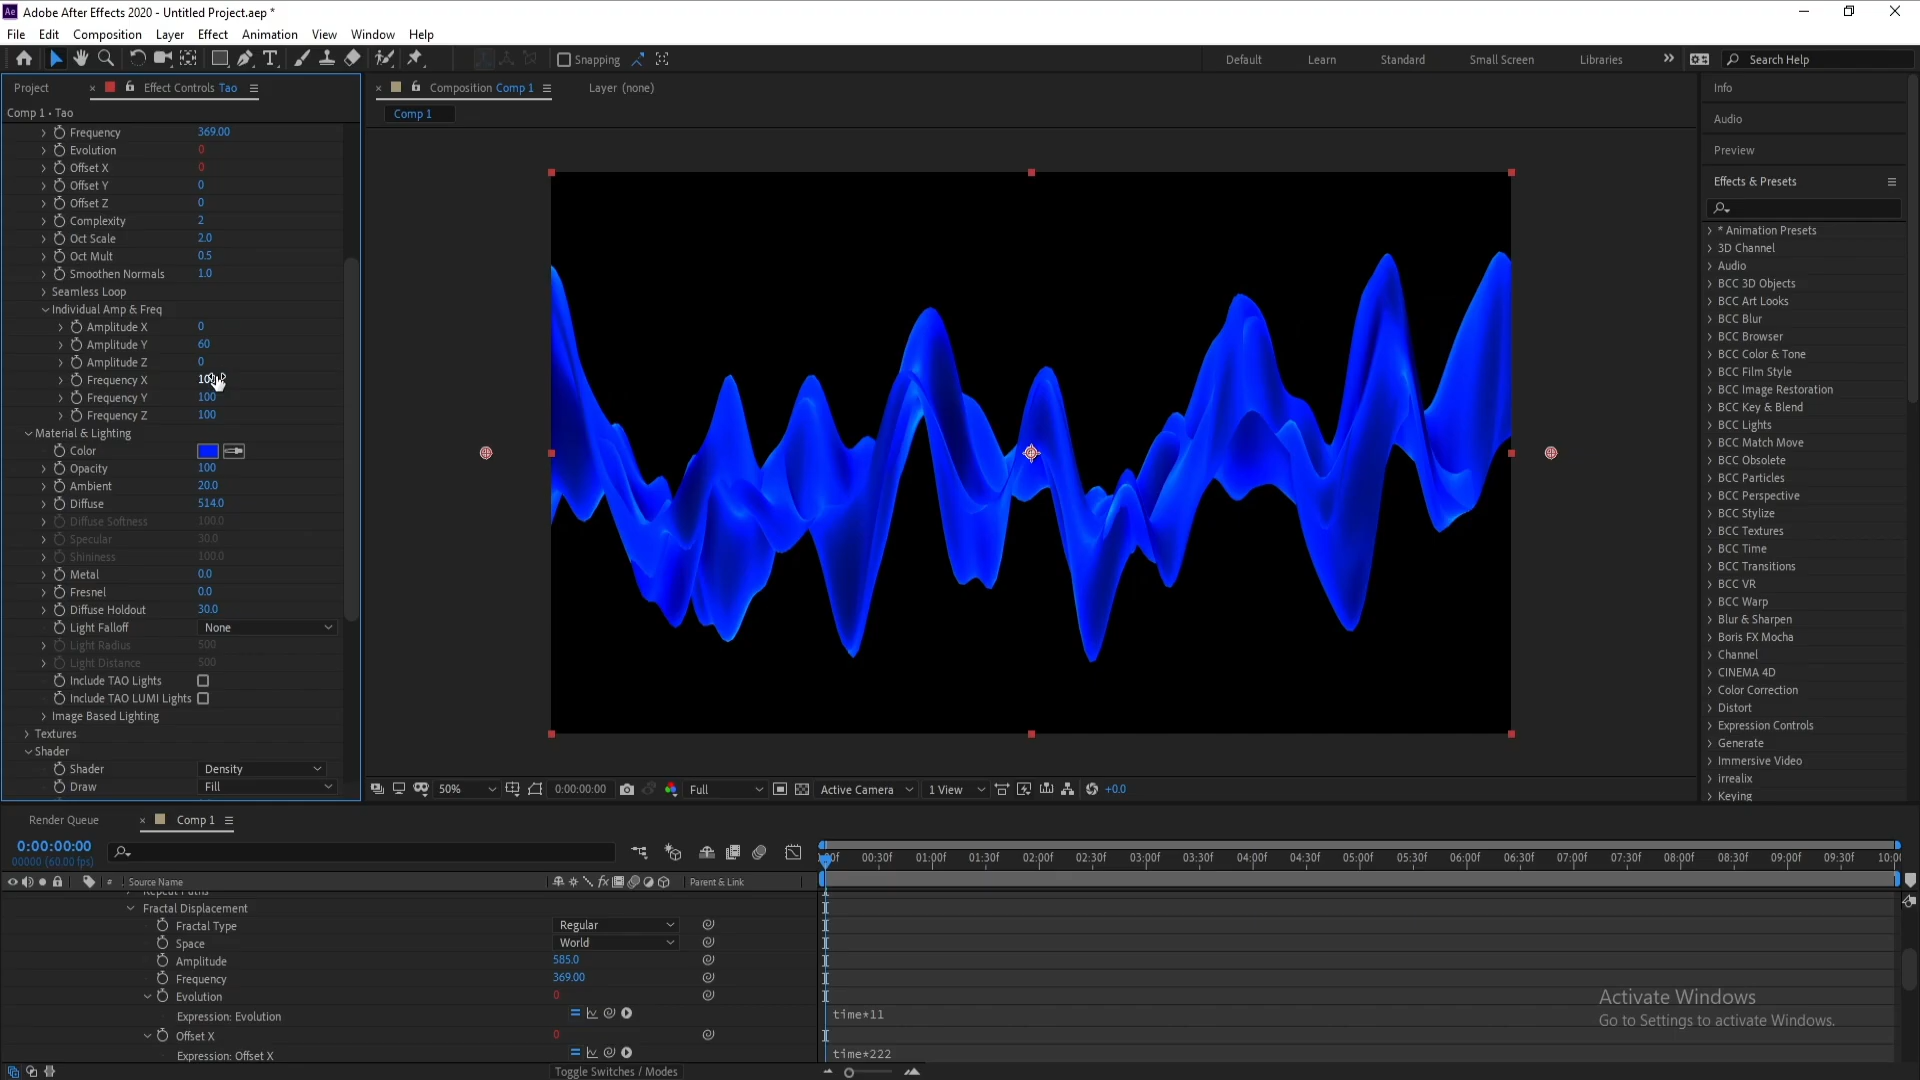 Adobe After Effects 2020 - Untitled Project.aep *
File Edit Composition Layer Effect Animation View Window Help
Snapping
Default Learn Standard Small Screen Libraries
Search Help
Project
Effect Controls Tao
Comp 1 • Tao
Frequency 369.00
Evolution 0
Offset X 0
Offset Y 0
Offset Z 0
Complexity 2
Oct Scale 2.0
Oct Mult 0.5
Smoothen Normals 1.0
Seamless Loop
Individual Amp & Freq
Amplitude X 0
Amplitude Y 60
Amplitude Z 0
Frequency X
Frequency Y 100
Frequency Z 100
Material & Lighting
Color
Opacity 100
Ambient 20.0
Diffuse 514.0
Diffuse Softness 100.0
Specular 30.0
Shininess 100.0
Metal 0.0
Fresnel 0.0
Diffuse Holdout 30.0
Light Falloff None
Light Radius 500
Light Distance 500
Include TAO Lights
Include TAO LUMI Lights
Image Based Lighting
Textures
Shader
Shader Density
Draw Fill
Composition Comp 1
Layer (none)
Comp 1
50% 0:00:00:00 Full Active Camera 1 View +0.0
Info
Audio
Preview
Effects & Presets
* Animation Presets
3D Channel
Audio
BCC 3D Objects
BCC Art Looks
BCC Blur
BCC Browser
BCC Color & Tone
BCC Film Style
BCC Image Restoration
BCC Key & Blend
BCC Lights
BCC Match Move
BCC Obsolete
BCC Particles
BCC Perspective
BCC Stylize
BCC Textures
BCC Time
BCC Transitions
BCC VR
BCC Warp
Blur & Sharpen
Boris FX Mocha
Channel
CINEMA 4D
Color Correction
Distort
Expression Controls
Generate
Immersive Video
irrealix
Keying
Render Queue
Comp 1
0:00:00:00
00000 (60.00 fps)
# Source Name
Parent & Link
00:30f 01:00f 01:30f 02:00f 02:30f 03:00f 03:30f 04:00f 04:30f 05:00f 05:30f 06:00f 06:30f 07:00f 07:30f 08:00f 08:30f 09:00f 09:30f
Fractal Displacement
Fractal Type Regular
Space World
Amplitude 585.0
Frequency 369.00
Evolution 0
Expression: Evolution
time*11
Offset X 0
Expression: Offset X
time*222
Toggle Switches / Modes
Activate Windows
Go to Settings to activate Windows.